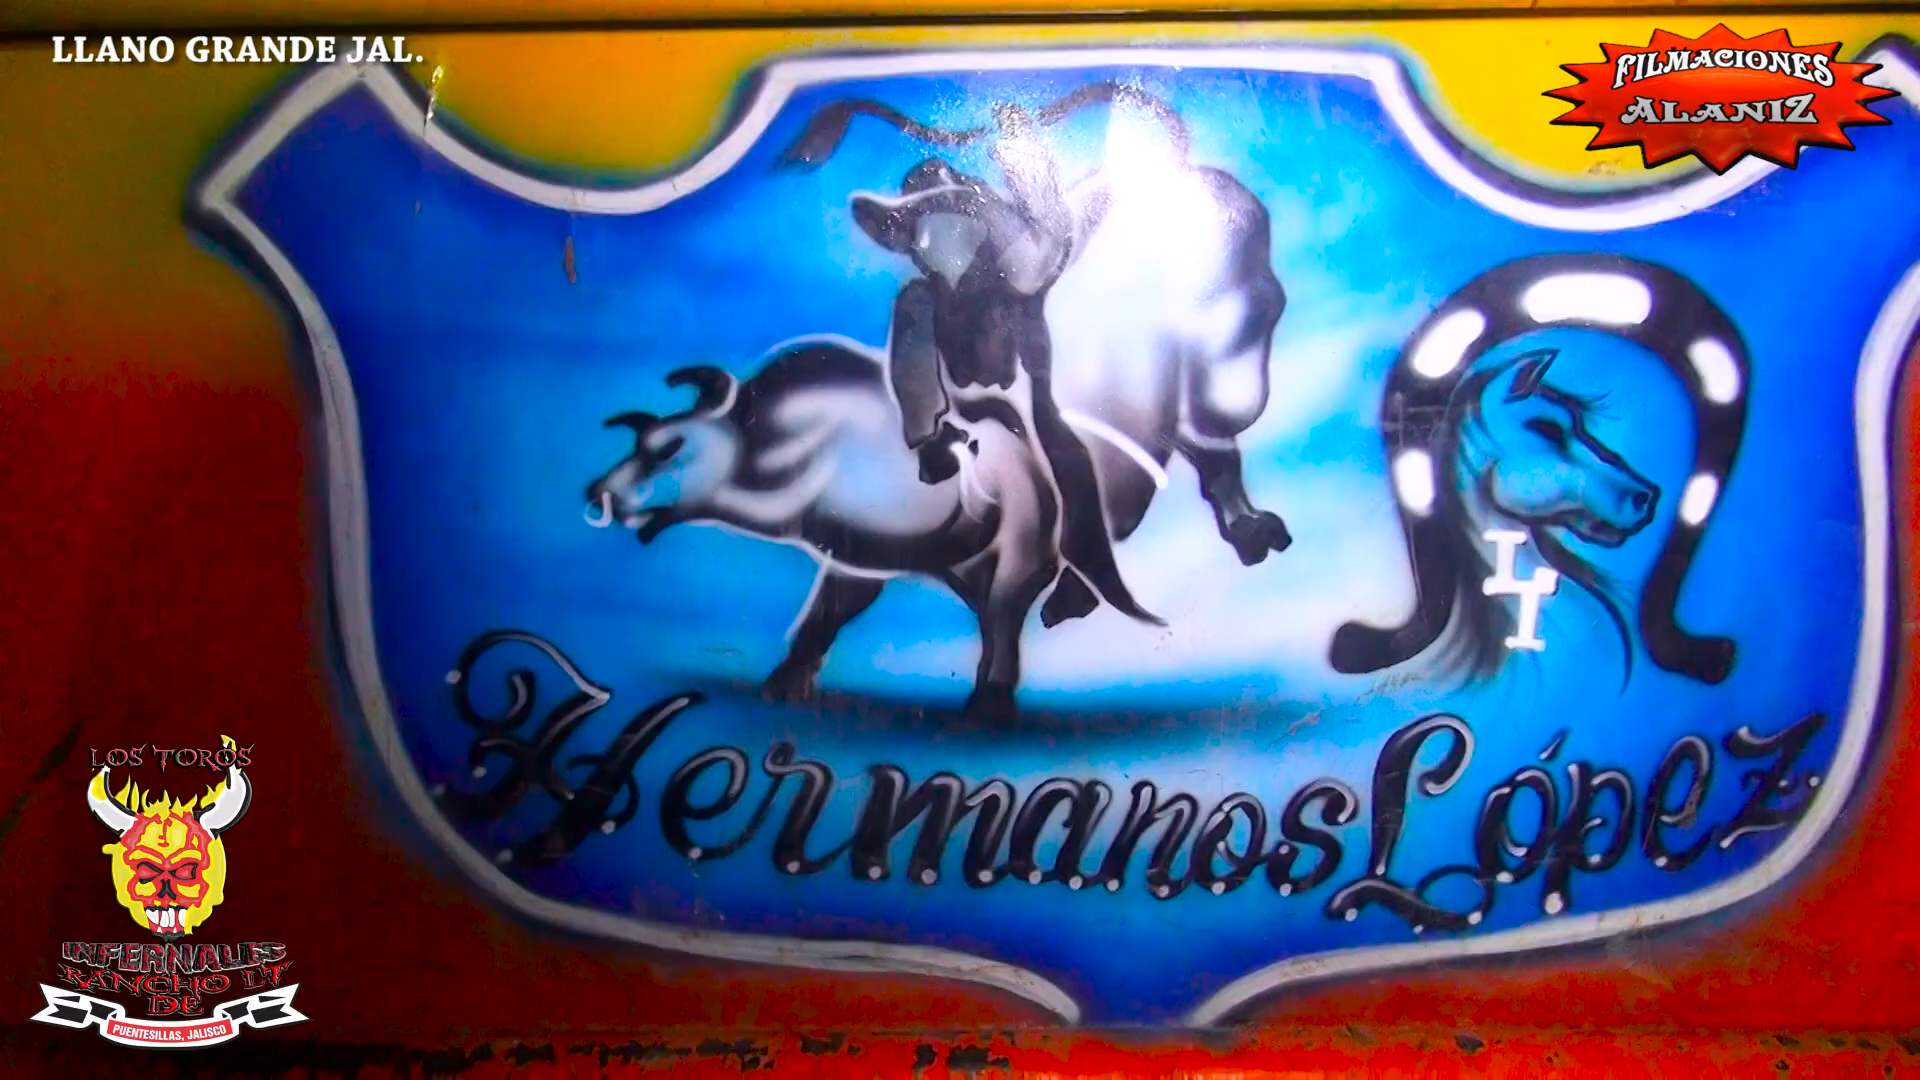 LLANO GRANDE JAL.
FILMACIONES
ALANIZ
LT
Hermanos López
LOS TOROS
INFERNALES
RANCHO LT
DE
PUENTESILLAS, JALISCO